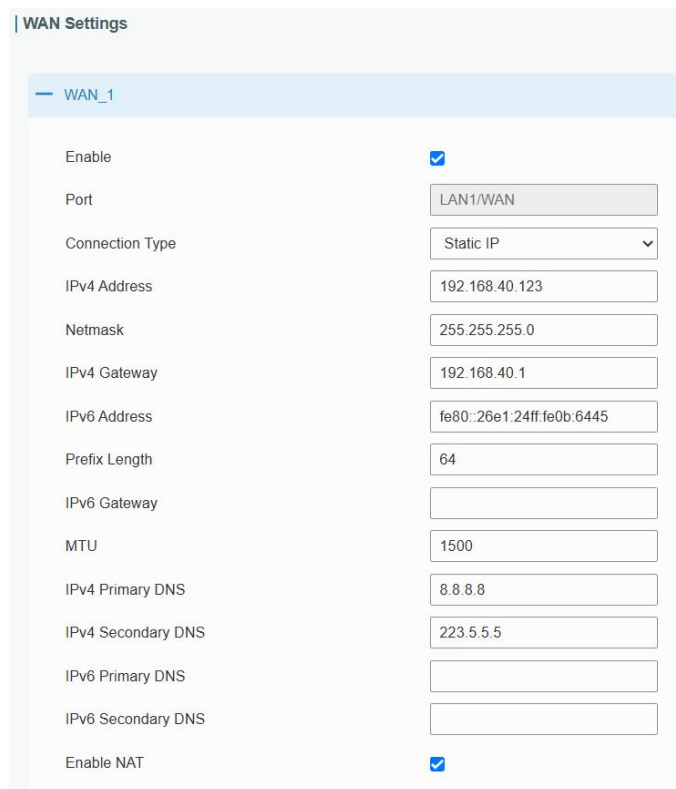 WAN Settings
WAN_1
Enable
Port LAN1/WAN
Connection Type Static IP
IPv4 Address 192.168.40.123
Netmask 255.255.255.0
IPv4 Gateway 192.168.40.1
IPv6 Address fe80::26e1:24ff:fe0b:6445
Prefix Length 64
IPv6 Gateway
MTU 1500
IPv4 Primary DNS 8.8.8.8
IPv4 Secondary DNS 223.5.5.5
IPv6 Primary DNS
IPv6 Secondary DNS
Enable NAT